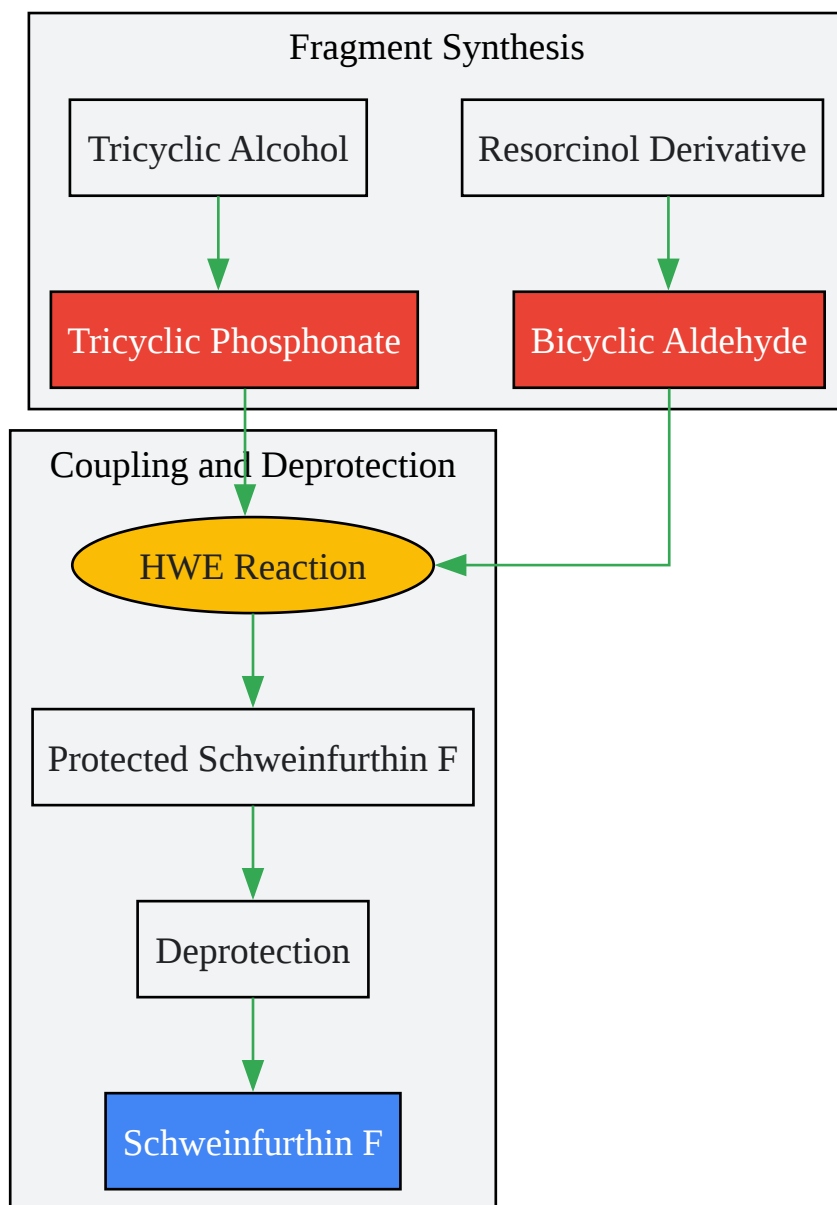 Fragment Synthesis
Tricyclic Alcohol
Resorcinol Derivative
Tricyclic Phosphonate
Bicyclic Aldehyde
Coupling and Deprotection
HWE Reaction
Protected Schweinfurthin F
Deprotection
Schweinfurthin F